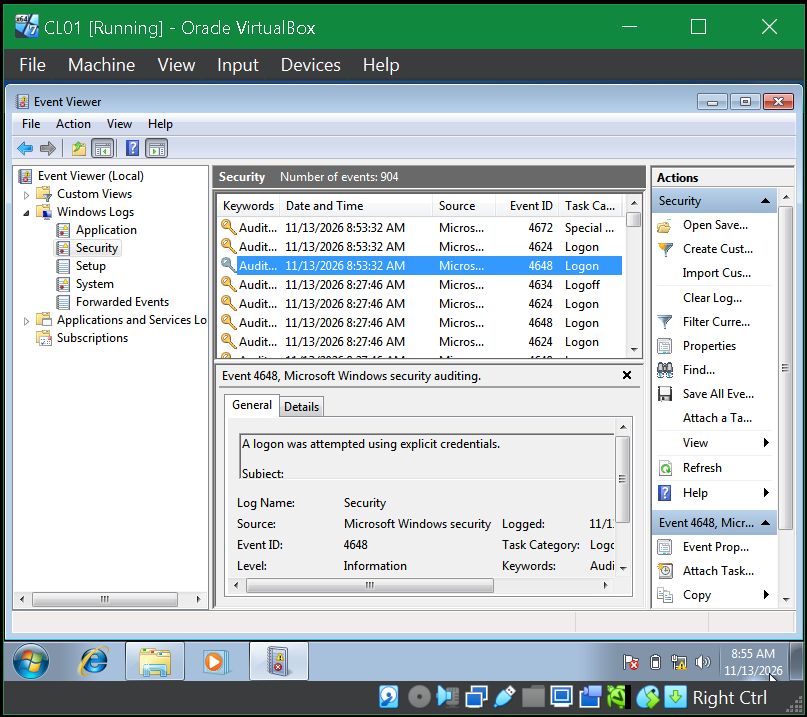 CL01 [Running] - Oracle VirtualBox
File Machine View Input Devices Help
Event Viewer
File Action View Help
Event Viewer (Local)
Custom Views
Windows Logs
Application
Security
Setup
System
Forwarded Events
Applications and Services Lo
Subscriptions
Security Number of events: 904
Keywords Date and Time Source Event ID Task Ca...
Audit... 11/13/2026 8:53:32 AM Micros... 4672 Special ...
Audit... 11/13/2026 8:53:32 AM Micros... 4624 Logon
Audit... 11/13/2026 8:53:32 AM Micros... 4648 Logon
Audit... 11/13/2026 8:27:46 AM Micros... 4634 Logoff
Audit... 11/13/2026 8:27:46 AM Micros... 4624 Logon
Audit... 11/13/2026 8:27:46 AM Micros... 4648 Logon
Audit... 11/13/2026 8:27:46 AM Micros... 4624 Logon
Event 4648, Microsoft Windows security auditing.
General Details
A logon was attempted using explicit credentials.
Subject:
Log Name: Security
Source: Microsoft Windows security Logged: 11/1
Event ID: 4648 Task Category: Logo
Level: Information Keywords: Audi
Actions
Security
Open Save...
Create Cust...
Import Cus...
Clear Log...
Filter Curre...
Properties
Find...
Save All Eve...
Attach a Ta...
View
Refresh
Help
Event 4648, Micr...
Event Prop...
Attach Task...
Copy
8:55 AM
11/13/2026
Right Ctrl